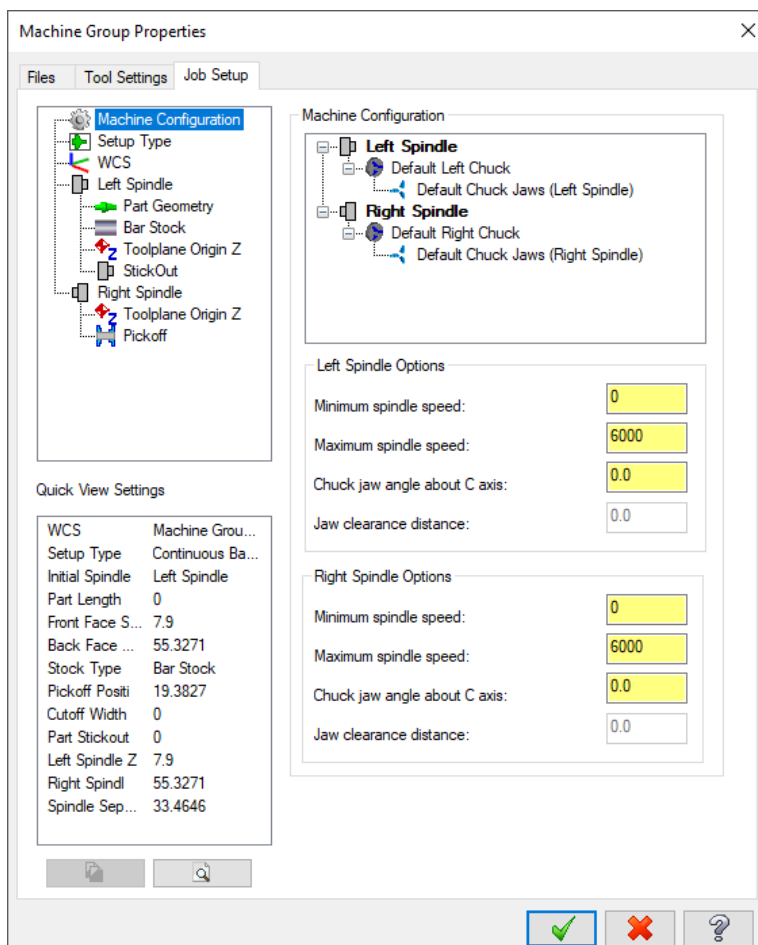 Machine Group Properties
Files Tool Settings Job Setup
Machine Configuration
Setup Type
WCS
Left Spindle
Part Geometry
Bar Stock
Toolplane Origin Z
StickOut
Right Spindle
Toolplane Origin Z
Pickoff
Quick View Settings
WCS Machine Grou...
Setup Type Continuous Ba...
Initial Spindle Left Spindle
Part Length 0
Front Face S... 7.9
Back Face ... 55.3271
Stock Type Bar Stock
Pickoff Positi 19.3827
Cutoff Width 0
Part Stickout 0
Left Spindle Z 7.9
Right Spindl 55.3271
Spindle Sep... 33.4646
Machine Configuration
Left Spindle
Default Left Chuck
Default Chuck Jaws (Left Spindle)
Right Spindle
Default Right Chuck
Default Chuck Jaws (Right Spindle)
Left Spindle Options
Minimum spindle speed: 0
Maximum spindle speed: 6000
Chuck jaw angle about C axis: 0.0
Jaw clearance distance: 0.0
Right Spindle Options
Minimum spindle speed: 0
Maximum spindle speed: 6000
Chuck jaw angle about C axis: 0.0
Jaw clearance distance: 0.0